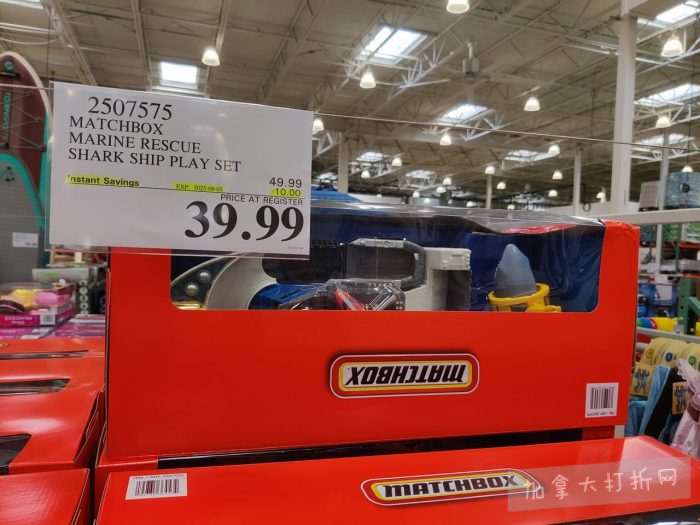 2507575
MATCHBOX
MARINE RESCUE
SHARK SHIP PLAY SET
Instant Savings
49.99
10.00
PRICE AT REGISTER
39.99
MATCHBOX
MATCHBOX
加拿大打折网